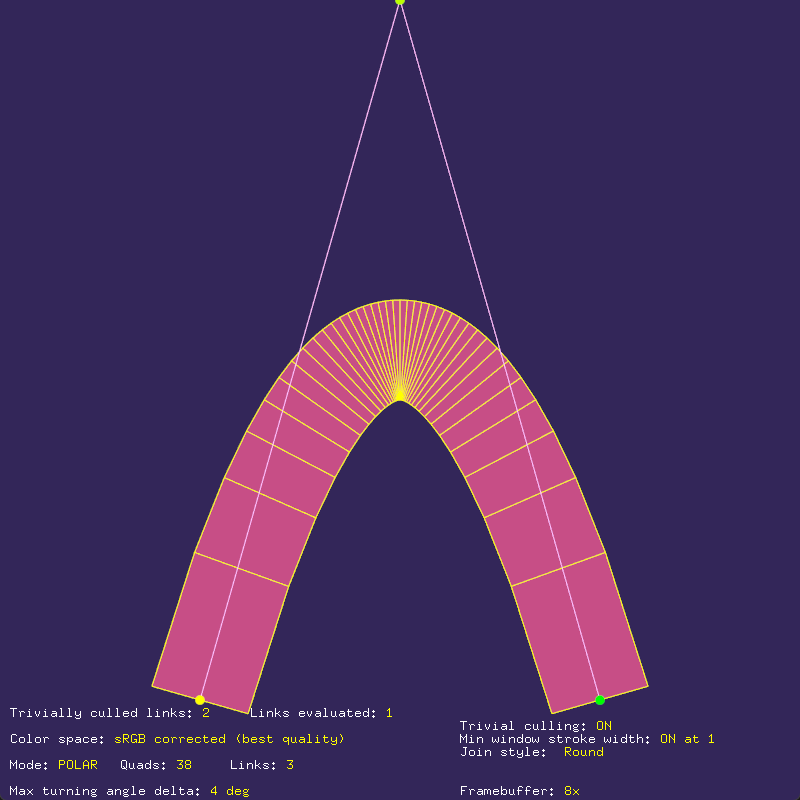 Trivially culled links: 2     Links evaluated: 1
Color space: sRGB corrected (best quality)
Mode: POLAR   Quads: 38     Links: 3
Max turning angle delta: 4 deg
Trivial culling: ON
Min window stroke width: ON at 1
Join style:  Round
Framebuffer: 8x